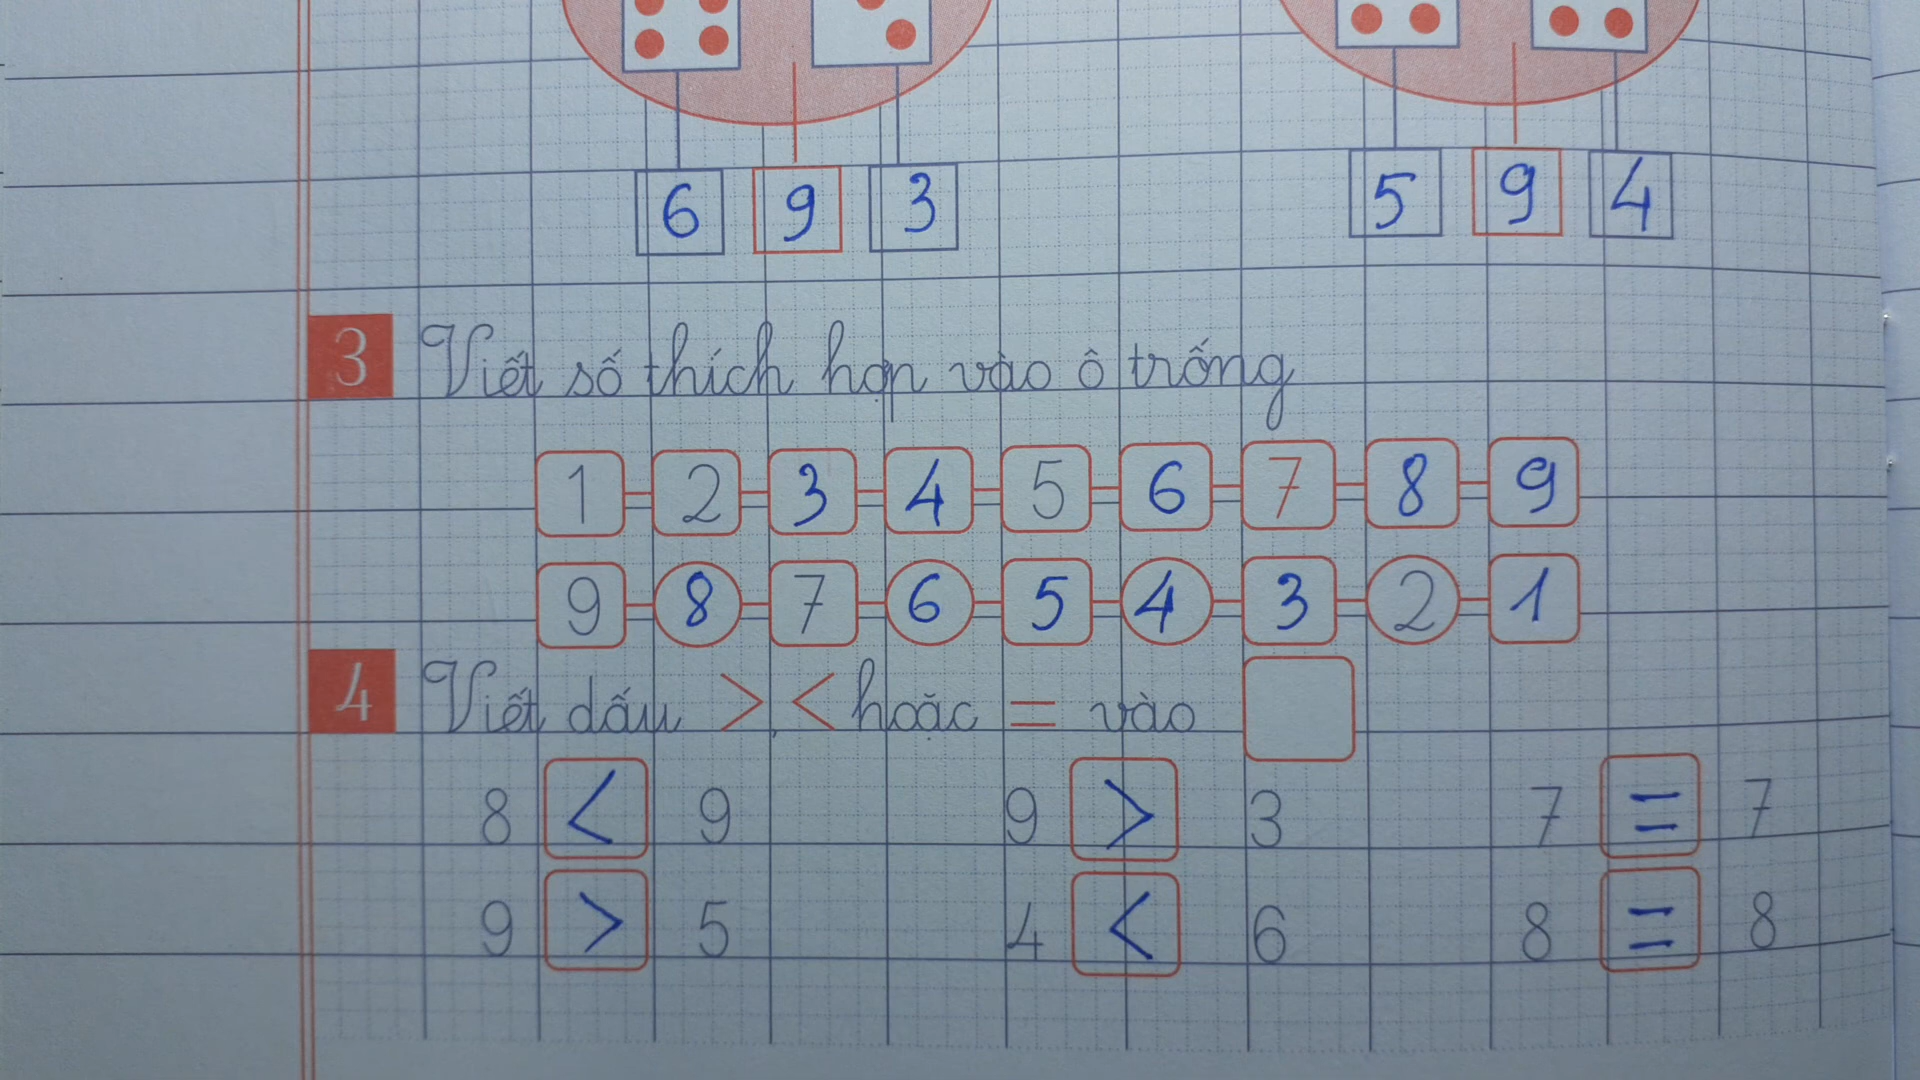 6 9 3 5 9 4
3 Viết số thích hợp vào ô trống
1 2 3 4 5 6 7 8 9
9 8 7 6 5 4 3 2 1
4 Viết dấu >, < hoặc = vào
8 < 9 9 > 3 7 = 7
9 > 5 4 < 6 8 = 8